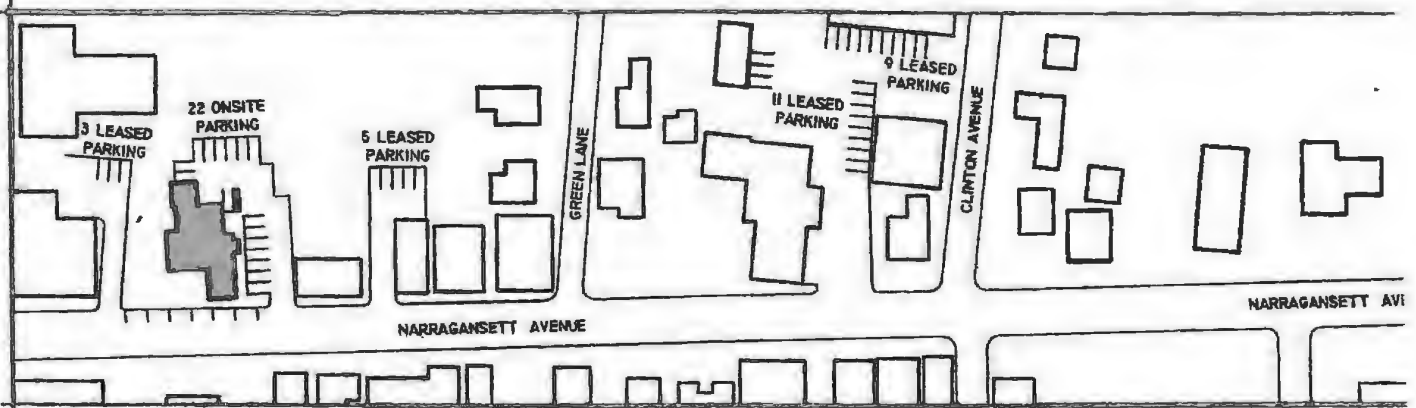 3 LEASED
PARKING
22 ONSITE
PARKING
5 LEASED
PARKING
GREEN LANE
11 LEASED
PARKING
9 LEASED
PARKING
CLINTON AVENUE
NARRAGANSETT AVENUE
NARRAGANSETT AVI